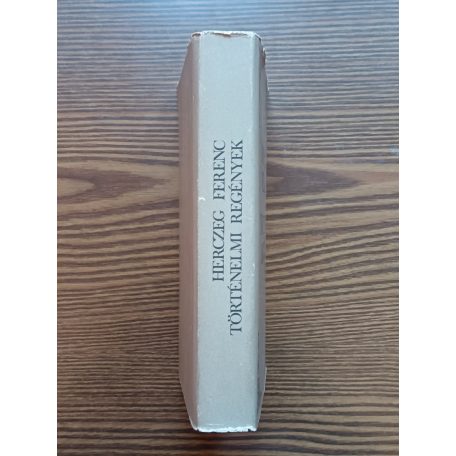 HERCZEG FERENC
TÖRTÉNELMI REGÉNYEK